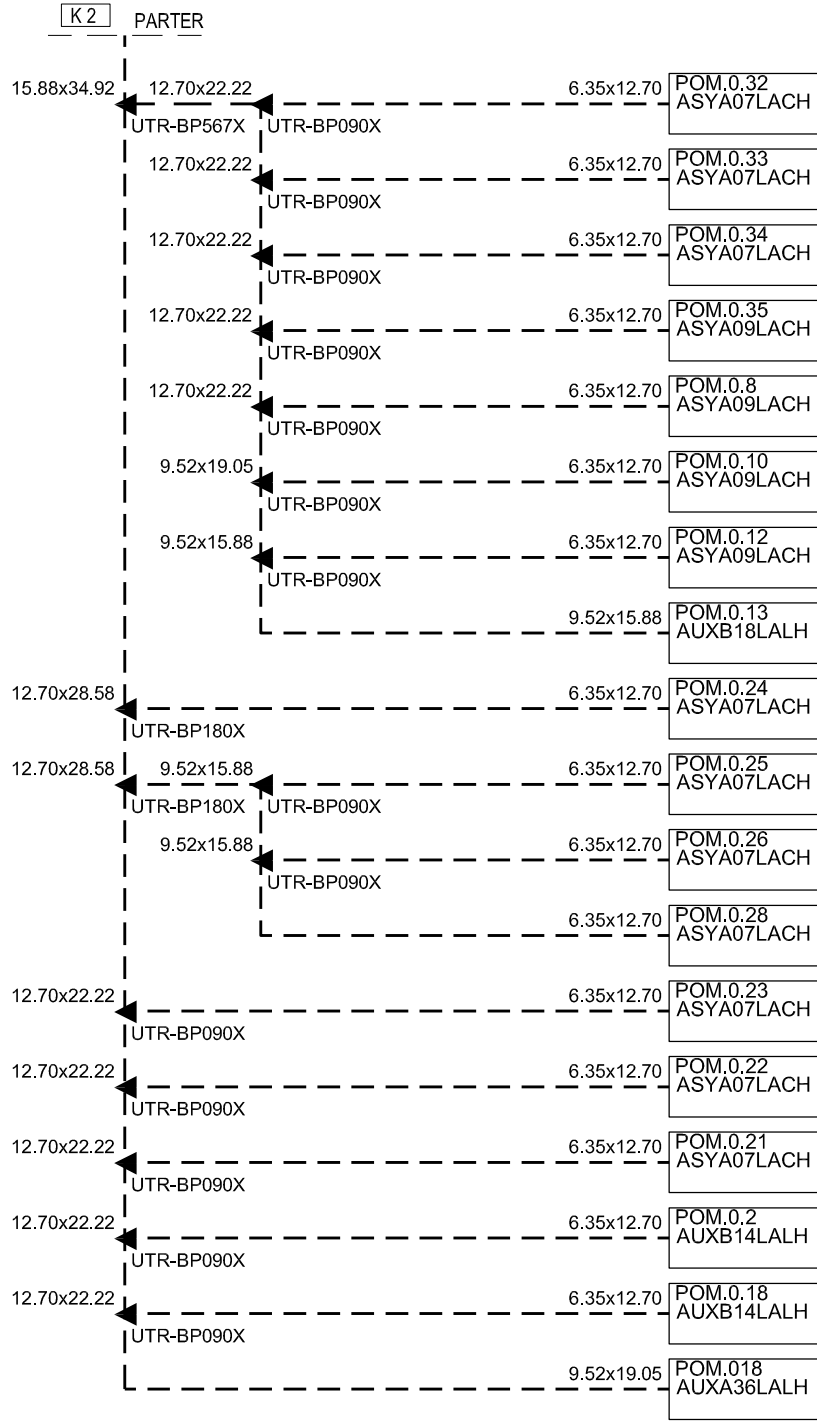 K 2 PARTER
15.88x34.92 12.70x22.22 6.35x12.70 POM.0.32
ASYA07LACH
UTR-BP567X UTR-BP090X
12.70x22.22 6.35x12.70 POM.0.33
ASYA07LACH
UTR-BP090X
12.70x22.22 6.35x12.70 POM.0.34
ASYA07LACH
UTR-BP090X
12.70x22.22 6.35x12.70 POM.0.35
ASYA09LACH
UTR-BP090X
12.70x22.22 6.35x12.70 POM.0.8
ASYA09LACH
UTR-BP090X
9.52x19.05 6.35x12.70 POM.0.10
ASYA09LACH
UTR-BP090X
9.52x15.88 6.35x12.70 POM.0.12
ASYA09LACH
UTR-BP090X
9.52x15.88 POM.0.13
AUXB18LALH
12.70x28.58 6.35x12.70 POM.0.24
ASYA07LACH
UTR-BP180X
12.70x28.58 9.52x15.88 6.35x12.70 POM.0.25
ASYA07LACH
UTR-BP180X UTR-BP090X
9.52x15.88 6.35x12.70 POM.0.26
ASYA07LACH
UTR-BP090X
6.35x12.70 POM.0.28
ASYA07LACH
12.70x22.22 6.35x12.70 POM.0.23
ASYA07LACH
UTR-BP090X
12.70x22.22 6.35x12.70 POM.0.22
ASYA07LACH
UTR-BP090X
12.70x22.22 6.35x12.70 POM.0.21
ASYA07LACH
UTR-BP090X
12.70x22.22 6.35x12.70 POM.0.2
AUXB14LALH
UTR-BP090X
12.70x22.22 6.35x12.70 POM.0.18
AUXB14LALH
UTR-BP090X
9.52x19.05 POM.018
AUXA36LALH